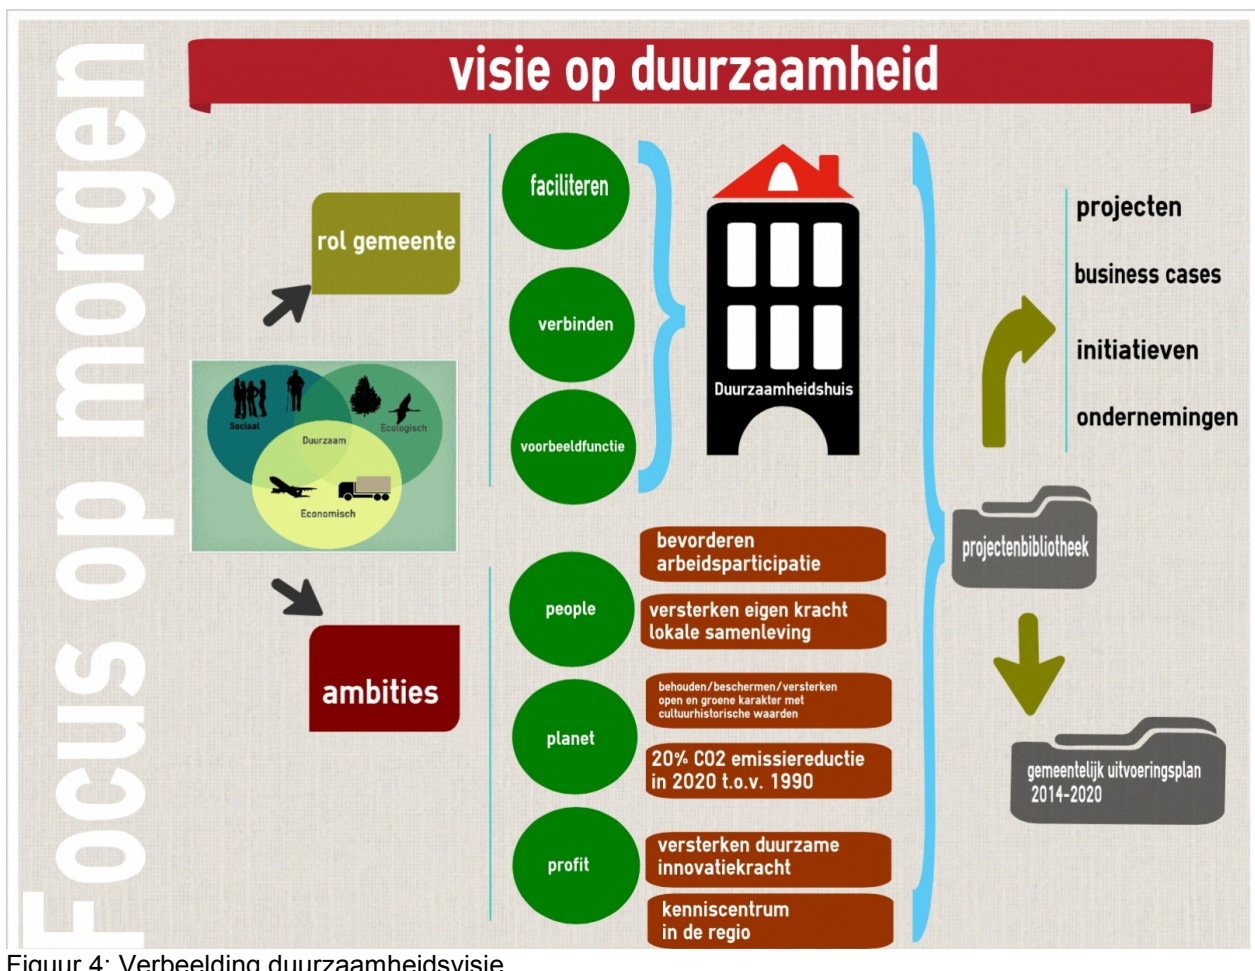 Focus op morgen
visie op duurzaamheid
rol gemeente
Sociaal
Duurzaam
Ecologisch
Economisch
ambities
faciliteren
verbinden
voorbeeldfunctie
Duurzaamheidshuis
people
bevorderen
arbeidsparticipatie
versterken eigen kracht
lokale samenleving
planet
behouden/beschermen/versterken
open en groene karakter met
cultuurhistorische waarden
20% CO2 emissiereductie
in 2020 t.o.v. 1990
profit
versterken duurzame
innovatiekracht
kenniscentrum
in de regio
projecten
business cases
initiatieven
ondernemingen
projectenbibliotheek
gemeentelijk uitvoeringsplan
2014-2020
Figuur 4: Verbeelding duurzaamheidsvisie